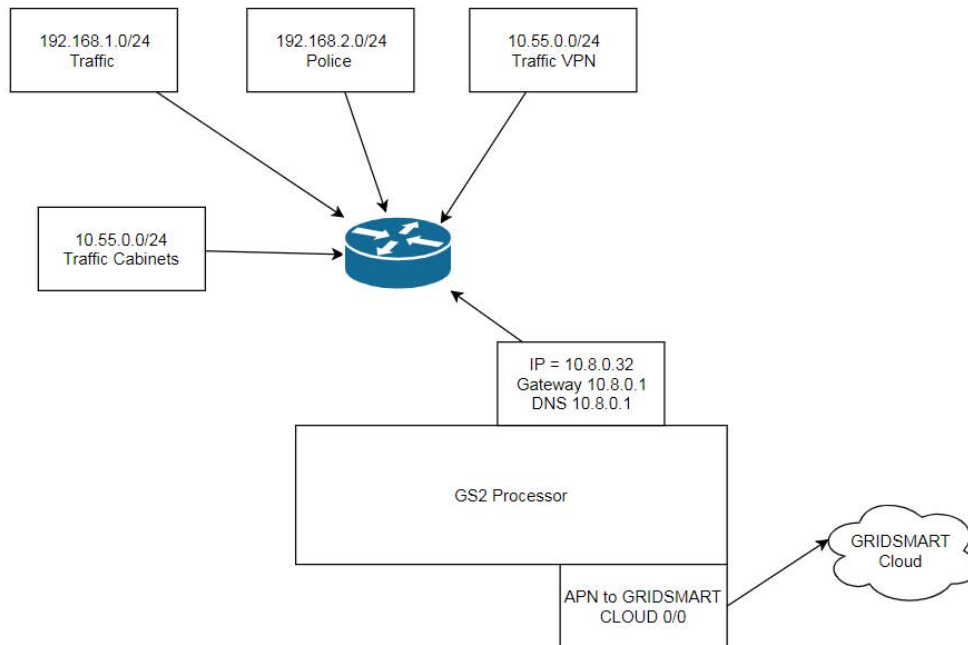 192.168.1.0/24
Traffic
192.168.2.0/24
Police
10.55.0.0/24
Traffic VPN
10.55.0.0/24
Traffic Cabinets
IP = 10.8.0.32
Gateway 10.8.0.1
DNS 10.8.0.1
GS2 Processor
GRIDSMART
Cloud
APN to GRIDSMART
CLOUD 0/0